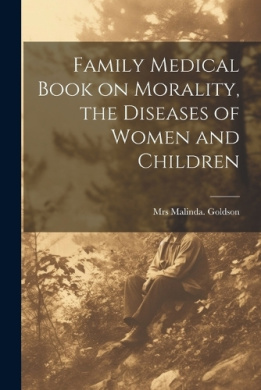 Family Medical
Book on Morality,
the Diseases of
Women and
Children
Mrs Malinda. Goldson